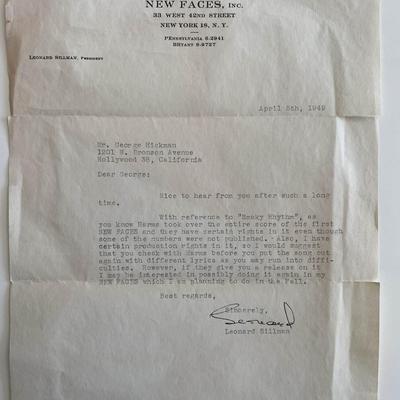 NEW FACES, INC.
33 WEST 42ND STREET
NEW YORK 18, N. Y.
PENNSYLVANIA 6-2941
BRYANT 8-9727
LEONARD SILLMAN, PRESIDENT
April 5th, 1949
Mr. George Hickman
1201 N. Bronson Avenue
Hollywood 38, California
Dear George:
Nice to hear from you after such a long
time.
With reference to "Heaky Rhythm", as
you know Harms took over the entire score of the first
NEW FACES and they have certain rights in it even though
some of the numbers were not published. Also, I have
certain production rights in it, so I would suggest
that you check with Harms before you put the song out
again with different lyrics as you may run into diffi-
culties. However, if they give you a release on it
I may be interested in possibly doing it again in my
NEW FACES which I am planning to do in the Fall.
Best regards,
Sincerely,
Leonard
Leonard Sillman